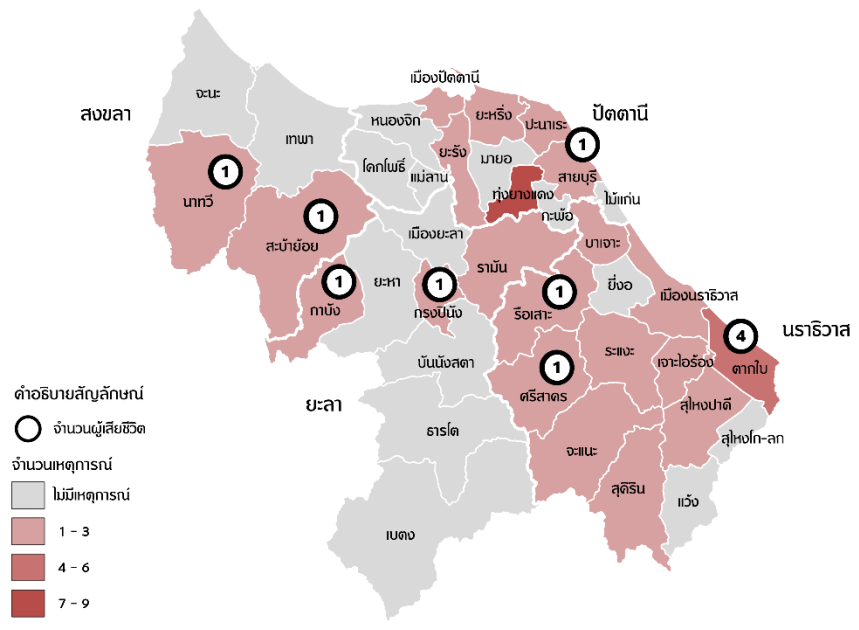 เมืองปัตตานี
จะนะ
สงขลา
หนองจิก
ยะหริ่ง
ปะนาเระ
ปัตตานี
เทพา
ยะรัง
มายอ
1
สายบุรี
1
นาทวี
โคกโพธิ์
แม่ลาน
ทุ่งยางแดง
ไม้แก่น
กะพ้อ
1
สะบ้าย้อย
เมืองยะลา
บาเจาะ
ยะหา
รามัน
ยี่งอ
1
กาบัง
1
กรงปินัง
1
รือเสาะ
เมืองนราธิวาส
นราธิวาส
4
ตากใบ
บันนังสตา
1
ศรีสาคร
ระแงะ
เจาะไอร้อง
คำอธิบายสัญลักษณ์
ยะลา
สุไหงปาดี
จำนวนผู้เสียชีวิต
ธารโต
จะแนะ
สุไหงโก-ลก
จำนวนเหตุการณ์
ไม่มีเหตุการณ์
สุคิริน
แว้ง
1 - 3
เบตง
4 - 6
7 - 9